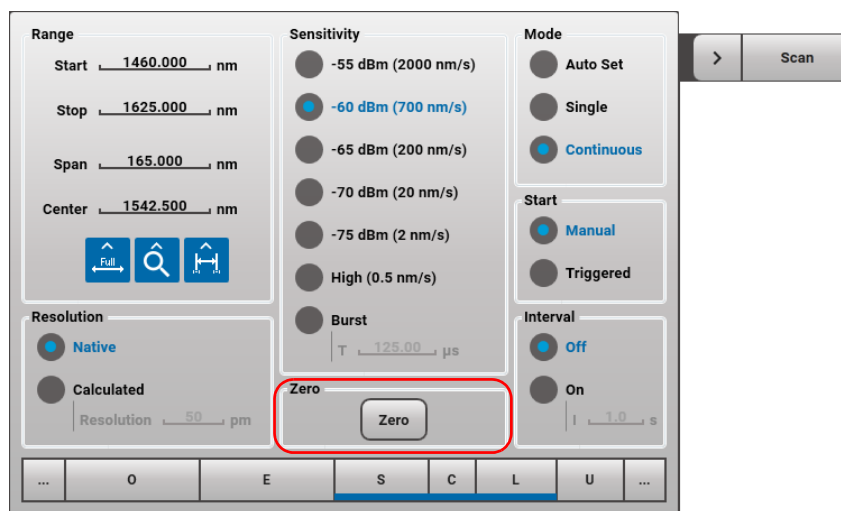 Range
Start 1460.000 nm
Stop 1625.000 nm
Span 165.000 nm
Center 1542.500 nm
Full
Resolution
Native
Calculated
Resolution 50 pm
Sensitivity
-55 dBm (2000 nm/s)
-60 dBm (700 nm/s)
-65 dBm (200 nm/s)
-70 dBm (20 nm/s)
-75 dBm (2 nm/s)
High (0.5 nm/s)
Burst
T 125.00 µs
Zero
Zero
Mode
Auto Set
Single
Continuous
Start
Manual
Triggered
Interval
Off
On
I 1.0 s
> Scan
... O E S C L U ...